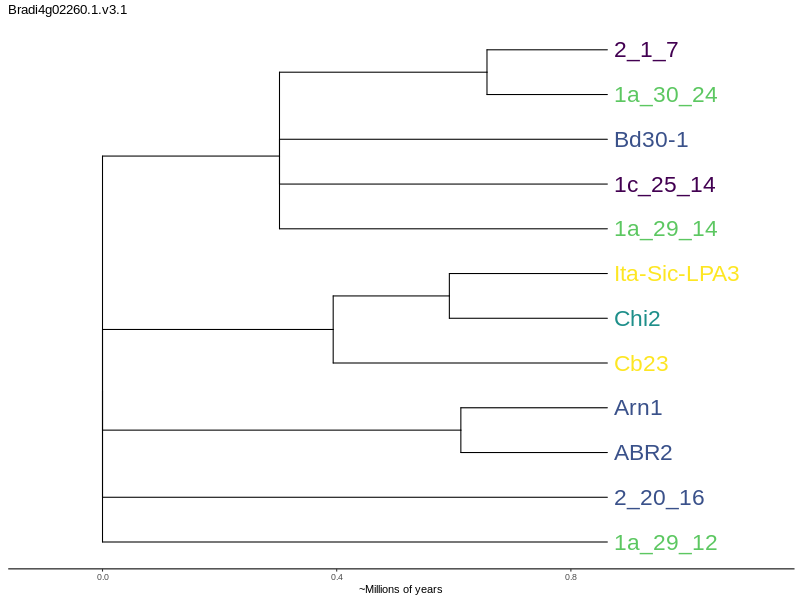 Bradi4g02260.1.v3.1
2_1_7
1a_30_24
Bd30-1
1c_25_14
1a_29_14
Ita-Sic-LPA3
Chi2
Cb23
Arn1
ABR2
2_20_16
1a_29_12
0.0 0.4 0.8
~Millions of years